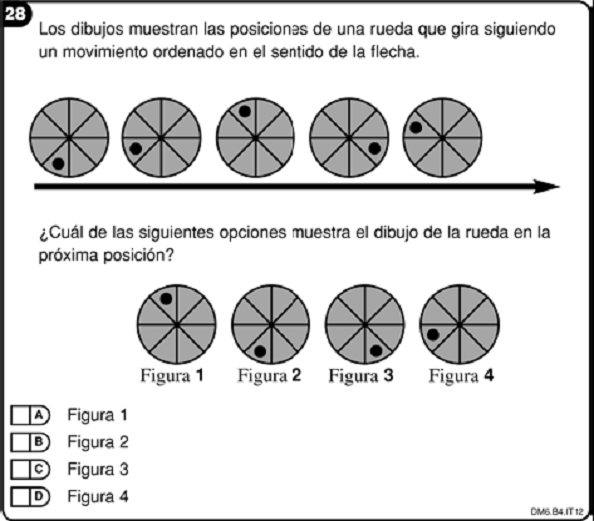 28
Los dibujos muestran las posiciones de una rueda que gira siguiendo
un movimiento ordenado en el sentido de la flecha.
¿Cuál de las siguientes opciones muestra el dibujo de la rueda en la
próxima posición?
Figura 1 Figura 2 Figura 3 Figura 4
A Figura 1
B Figura 2
C Figura 3
D Figura 4
DM6.B4.IT12